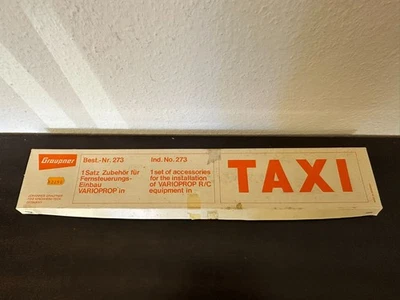 Graupner
Best.-Nr. 273
1 Satz Zubehör für
Fernsteuerungs-
Einbau
VARIOPROP in
Ind. No. 273
1 set of accessories
for the installation
of VARIOPROP R/C
equipment in
TAXI